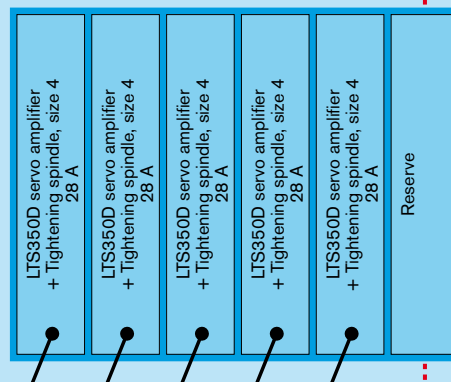 LTS350D servo amplifier
+ Tightening spindle, size 4
28 A
LTS350D servo amplifier
+ Tightening spindle, size 4
28 A
LTS350D servo amplifier
+ Tightening spindle, size 4
28 A
LTS350D servo amplifier
+ Tightening spindle, size 4
28 A
LTS350D servo amplifier
+ Tightening spindle, size 4
28 A
Reserve